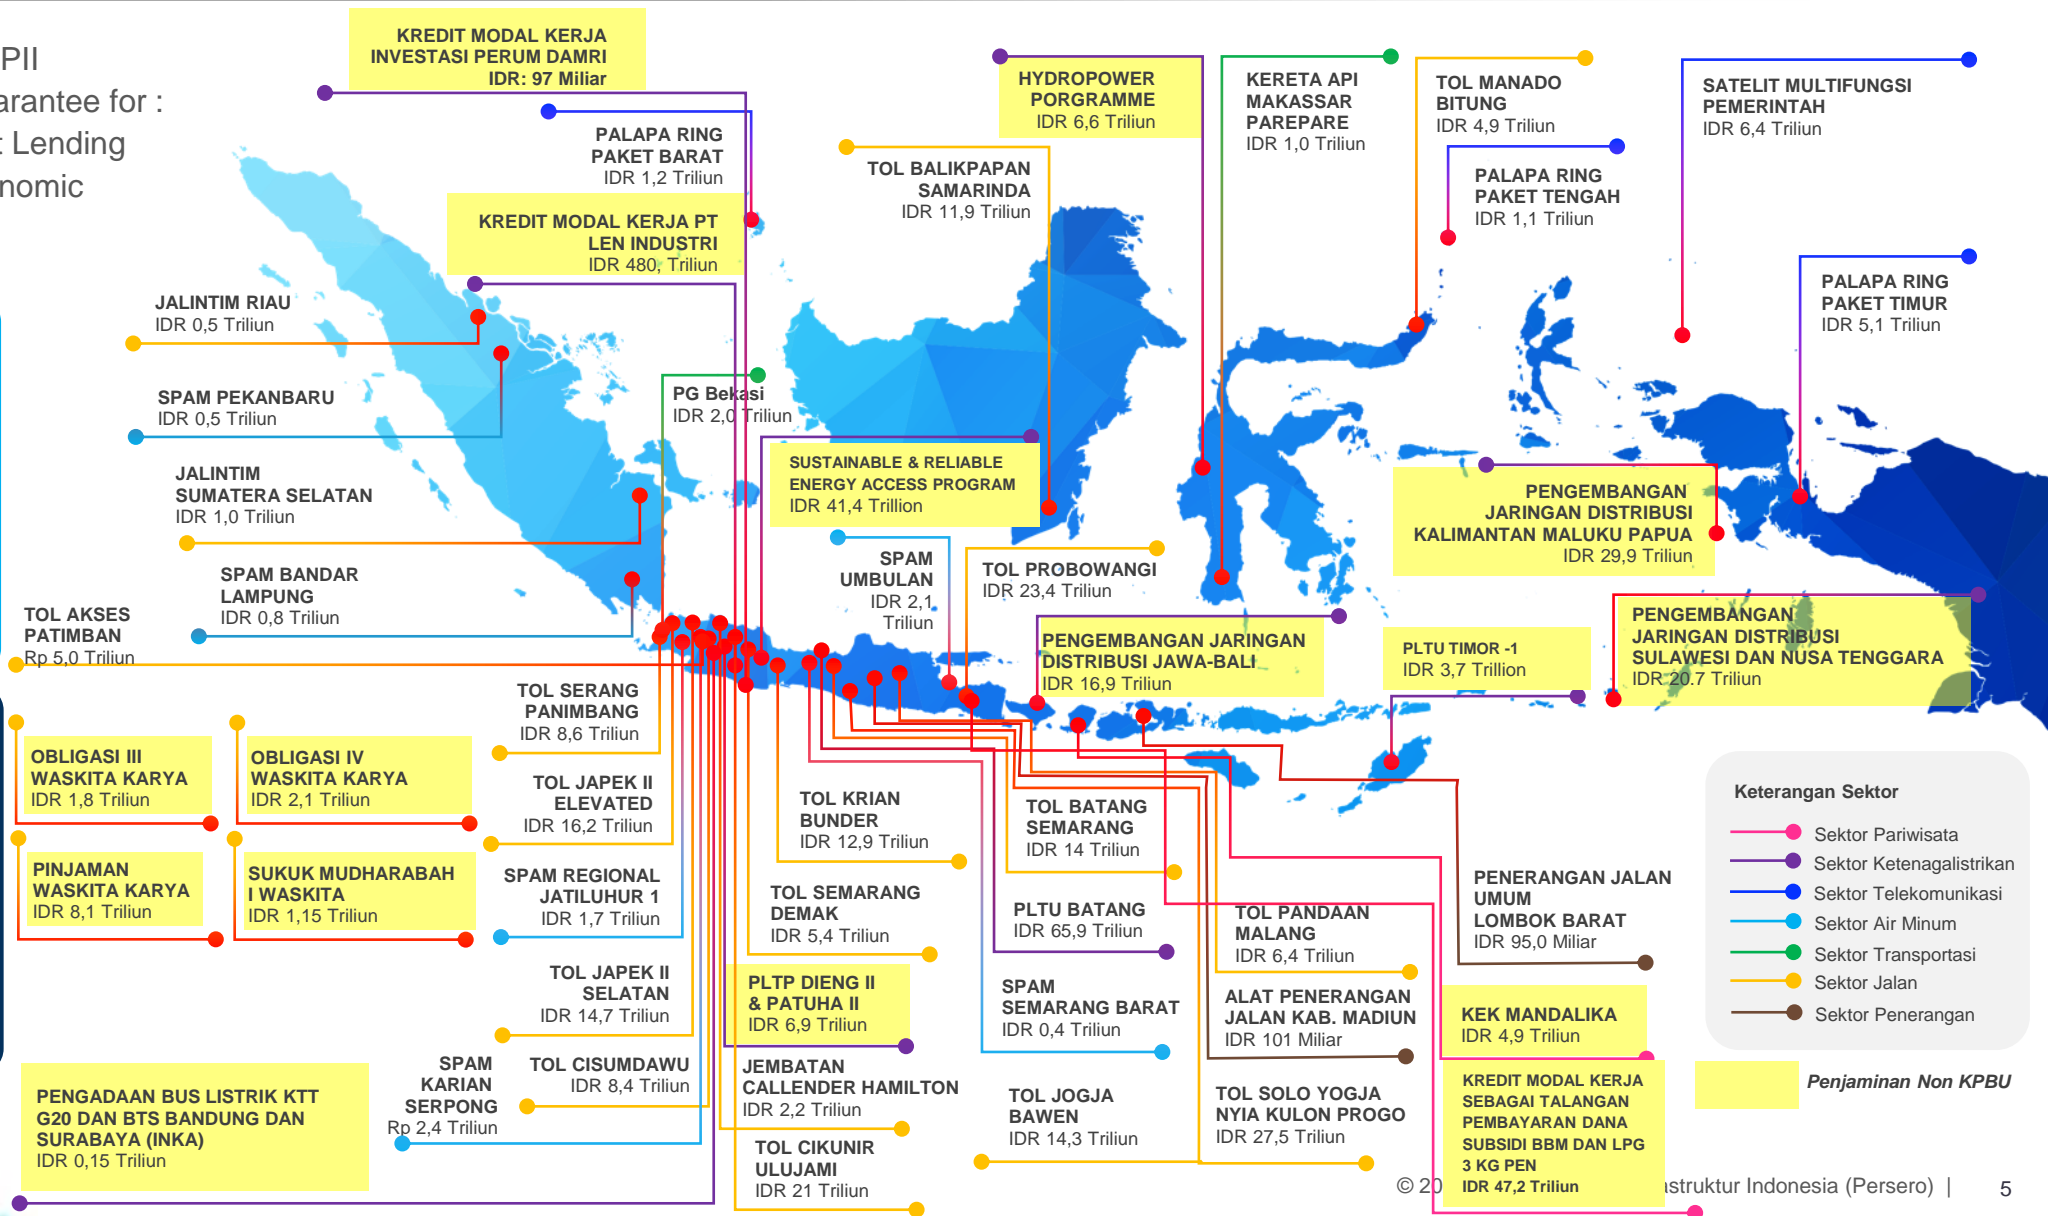 PII
arantee for :
t Lending
nomic
KREDIT MODAL KERJA
INVESTASI PERUM DAMRI
IDR: 97 Miliar
PALAPA RING
PAKET BARAT
IDR 1,2 Triliun
KREDIT MODAL KERJA PT
LEN INDUSTRI
IDR 480, Triliun
HYDROPOWER
PORGRAMME
IDR 6,6 Triliun
TOL BALIKPAPAN
SAMARINDA
IDR 11,9 Triliun
KERETA API
MAKASSAR
PAREPARE
IDR 1,0 Triliun
TOL MANADO
BITUNG
IDR 4,9 Triliun
PALAPA RING
PAKET TENGAH
IDR 1,1 Triliun
SATELIT MULTIFUNGSI
PEMERINTAH
IDR 6,4 Triliun
PALAPA RING
PAKET TIMUR
IDR 5,1 Triliun
JALINTIM RIAU
IDR 0,5 Triliun
SPAM PEKANBARU
IDR 0,5 Triliun
PG Bekasi
IDR 2,0 Triliun
JALINTIM
SUMATERA SELATAN
IDR 1,0 Triliun
SUSTAINABLE & RELIABLE
ENERGY ACCESS PROGRAM
IDR 41,4 Trillion
PENGEMBANGAN
JARINGAN DISTRIBUSI
KALIMANTAN MALUKU PAPUA
IDR 29,9 Triliun
SPAM BANDAR
LAMPUNG
IDR 0,8 Triliun
SPAM
UMBULAN
IDR 2,1
Triliun
TOL PROBOWANGI
IDR 23,4 Triliun
TOL AKSES
PATIMBAN
Rp 5,0 Triliun
PENGEMBANGAN JARINGAN
DISTRIBUSI JAWA-BALI
IDR 16,9 Triliun
PLTU TIMOR -1
IDR 3,7 Trillion
PENGEMBANGAN
JARINGAN DISTRIBUSI
SULAWESI DAN NUSA TENGGARA
IDR 20.7 Triliun
TOL SERANG
PANIMBANG
IDR 8,6 Triliun
OBLIGASI III
WASKITA KARYA
IDR 1,8 Triliun
OBLIGASI IV
WASKITA KARYA
IDR 2,1 Triliun
TOL JAPEK II
ELEVATED
IDR 16,2 Triliun
TOL KRIAN
BUNDER
IDR 12,9 Triliun
TOL BATANG
SEMARANG
IDR 14 Triliun
PINJAMAN
WASKITA KARYA
IDR 8,1 Triliun
SUKUK MUDHARABAH
I WASKITA
IDR 1,15 Triliun
SPAM REGIONAL
JATILUHUR 1
IDR 1,7 Triliun
TOL SEMARANG
DEMAK
IDR 5,4 Triliun
PLTU BATANG
IDR 65,9 Triliun
TOL PANDAAN
MALANG
IDR 6,4 Triliun
PENERANGAN JALAN
UMUM
LOMBOK BARAT
IDR 95,0 Miliar
Keterangan Sektor
Sektor Pariwisata
Sektor Ketenagalistrikan
Sektor Telekomunikasi
Sektor Air Minum
Sektor Transportasi
Sektor Jalan
Sektor Penerangan
TOL JAPEK II
SELATAN
IDR 14,7 Triliun
PLTP DIENG II
& PATUHA II
IDR 6,9 Triliun
SPAM
SEMARANG BARAT
IDR 0,4 Triliun
ALAT PENERANGAN
JALAN KAB. MADIUN
IDR 101 Miliar
KEK MANDALIKA
IDR 4,9 Triliun
SPAM
KARIAN
SERPONG
Rp 2,4 Triliun
TOL CISUMDAWU
IDR 8,4 Triliun
JEMBATAN
CALLENDER HAMILTON
IDR 2,2 Triliun
TOL JOGJA
BAWEN
IDR 14,3 Triliun
TOL SOLO YOGJA
NYIA KULON PROGO
IDR 27,5 Triliun
KREDIT MODAL KERJA
SEBAGAI TALANGAN
PEMBAYARAN DANA
SUBSIDI BBM DAN LPG
3 KG PEN
IDR 47,2 Triliun
Penjaminan Non KPBU
PENGADAAN BUS LISTRIK KTT
G20 DAN BTS BANDUNG DAN
SURABAYA (INKA)
IDR 0,15 Triliun
TOL CIKUNIR
ULUJAMI
IDR 21 Triliun
© 20 astruktur Indonesia (Persero) | 5